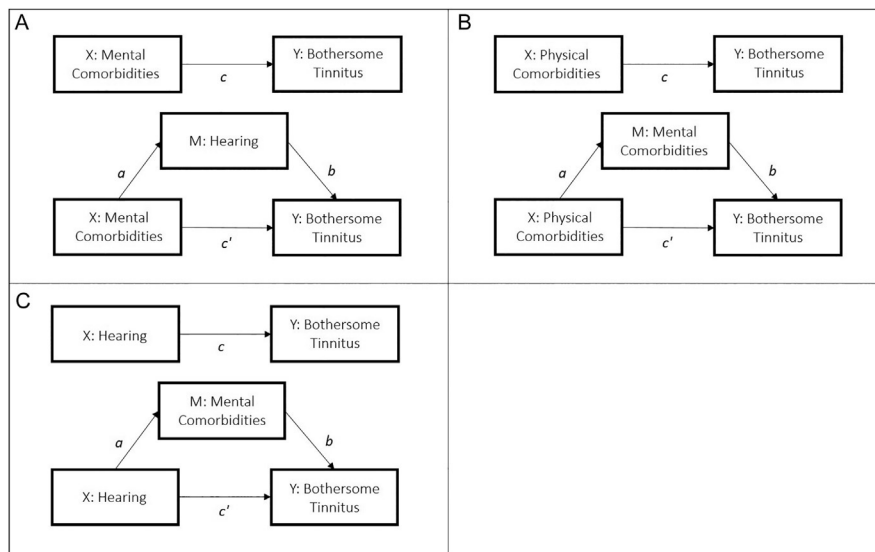 A
X: Mental
Comorbidities
c
Y: Bothersome
Tinnitus
M: Hearing
a
b
X: Mental
Comorbidities
c'
Y: Bothersome
Tinnitus
B
X: Physical
Comorbidities
c
Y: Bothersome
Tinnitus
M: Mental
Comorbidities
a
b
X: Physical
Comorbidities
c'
Y: Bothersome
Tinnitus
C
X: Hearing
c
Y: Bothersome
Tinnitus
M: Mental
Comorbidities
a
b
X: Hearing
c'
Y: Bothersome
Tinnitus